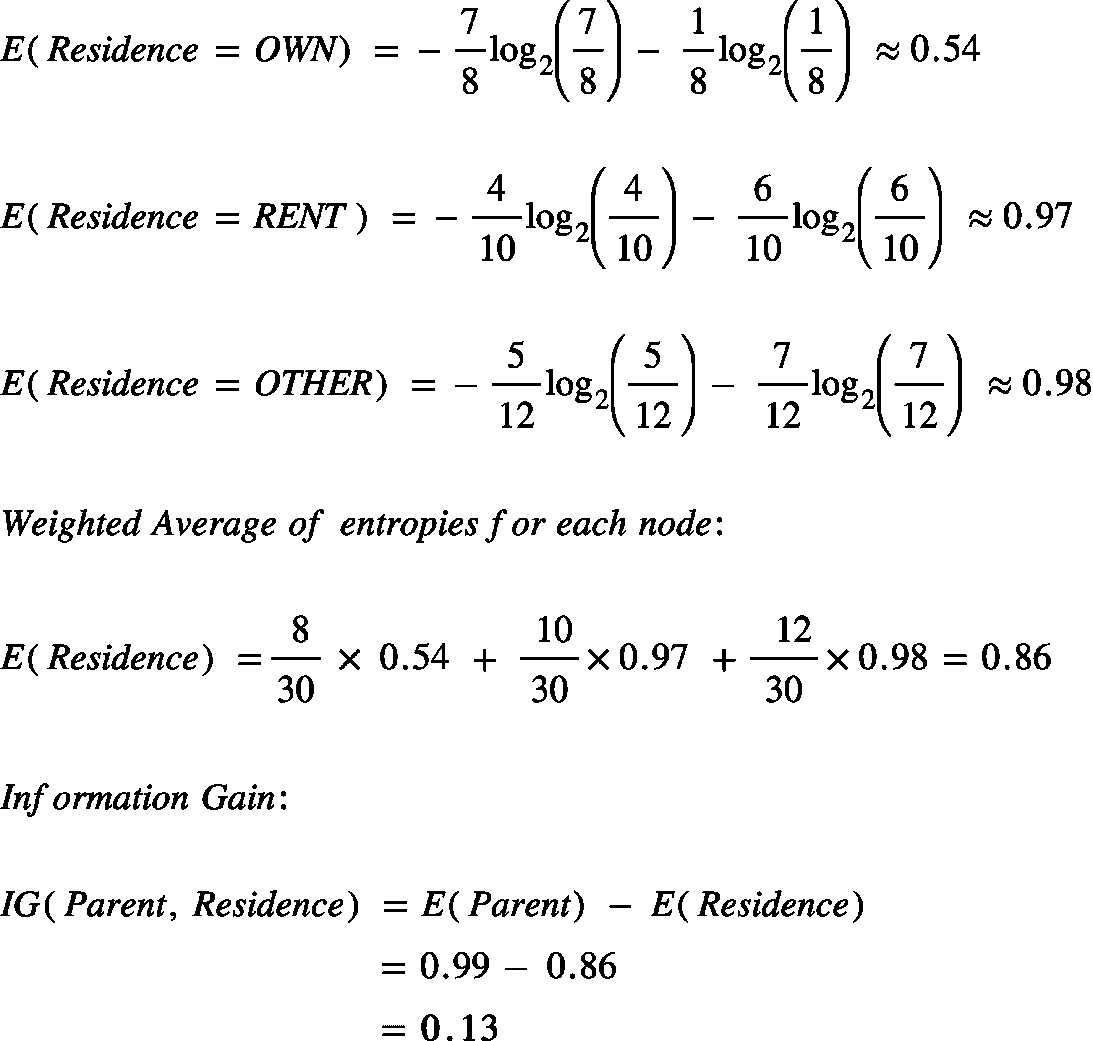 E( Residence = OWN) = − 7/8 log₂(7/8) − 1/8 log₂(1/8) ≈ 0.54
E( Residence = RENT ) = − 4/10 log₂(4/10) − 6/10 log₂(6/10) ≈ 0.97
E( Residence = OTHER) = − 5/12 log₂(5/12) − 7/12 log₂(7/12) ≈ 0.98
Weighted Average of entropies for each node:
E( Residence) = 8/30 × 0.54 + 10/30 × 0.97 + 12/30 × 0.98 = 0.86
Information Gain:
IG( Parent, Residence) = E( Parent) − E( Residence)
= 0.99 − 0.86
= 0.13